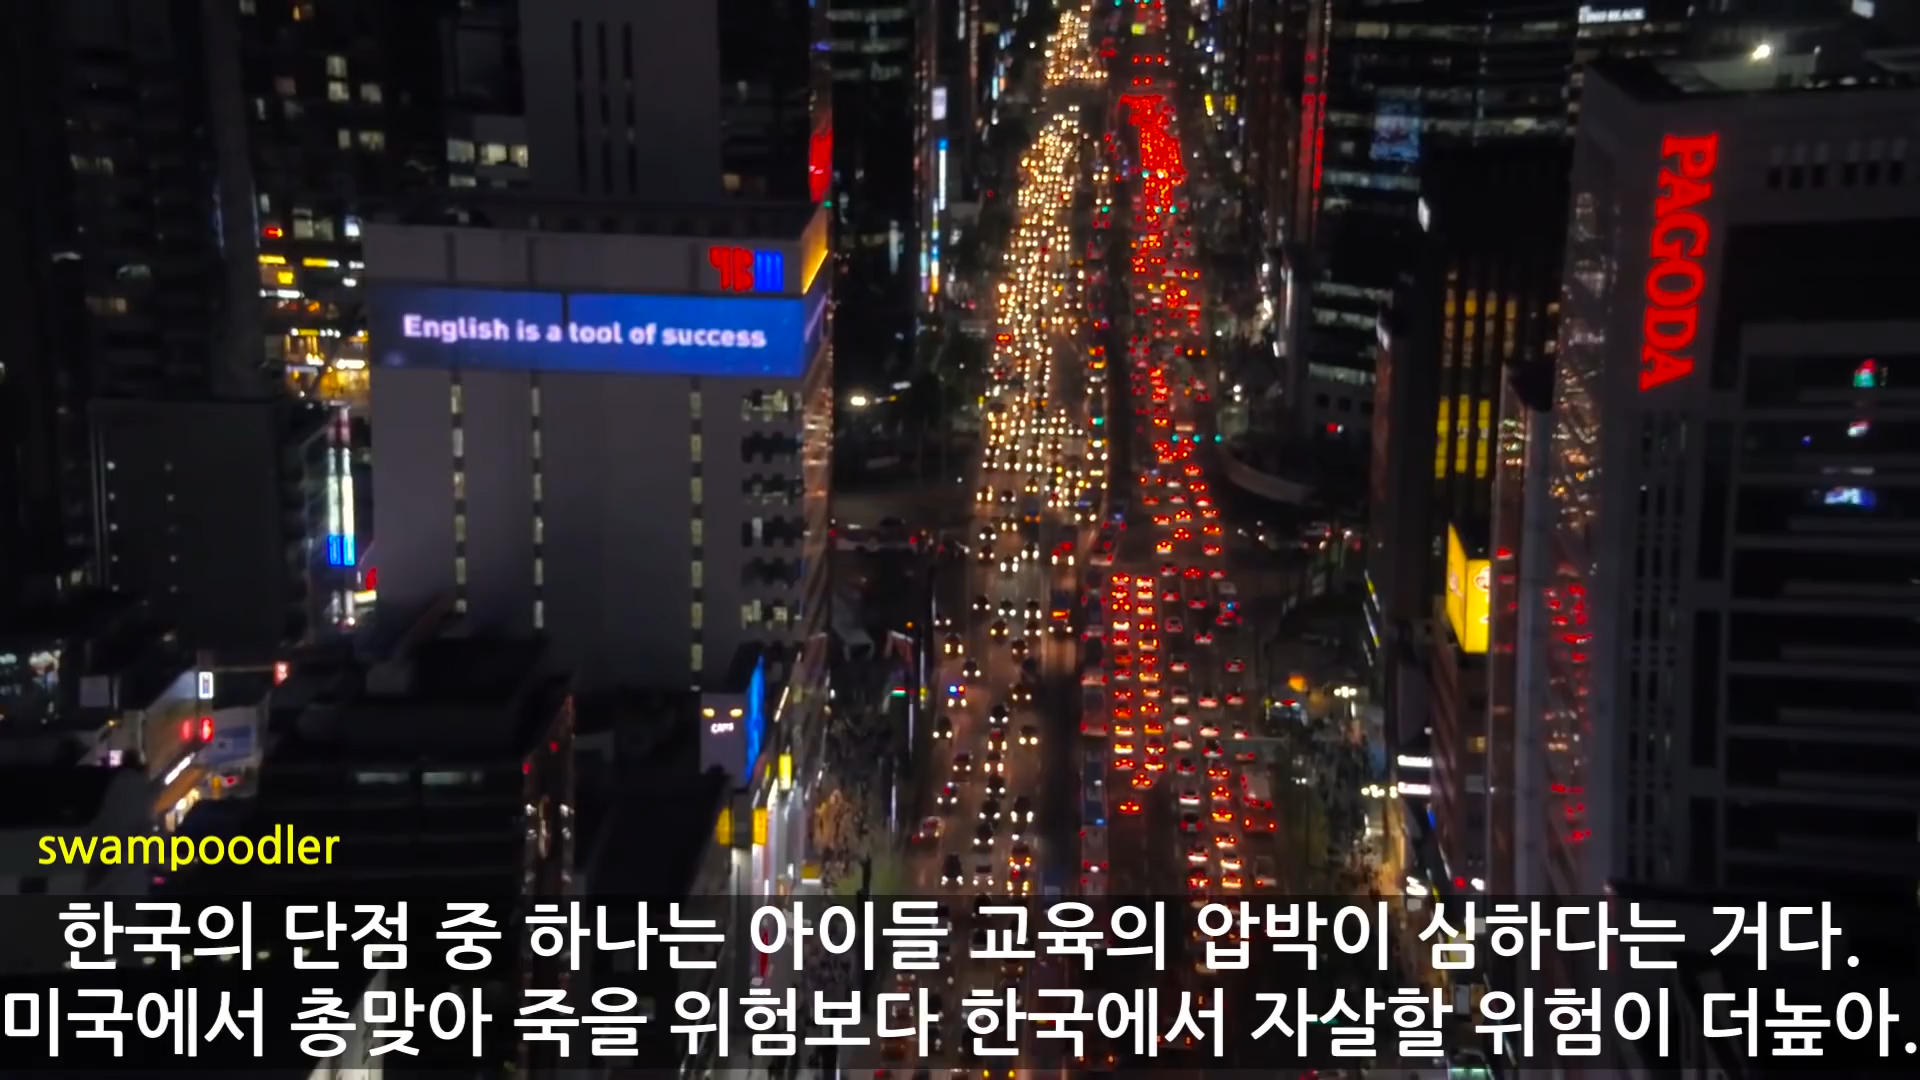 YBM
English is a tool of success
PAGODA
swampoodler
한국의 단점 중 하나는 아이들 교육의 압박이 심하다는 거다.
미국에서 총맞아 죽을 위험보다 한국에서 자살할 위험이 더높아.